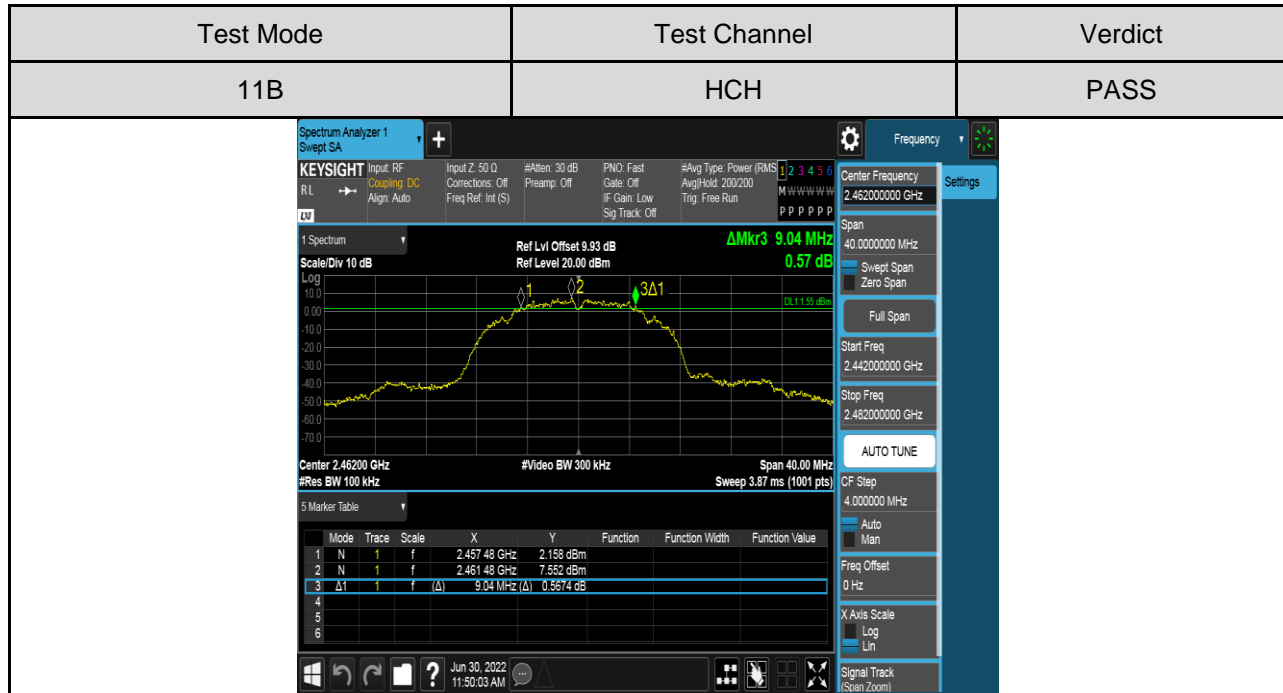 Test Mode Test Channel Verdict
11B HCH PASS
Spectrum Analyzer 1
Swept SA
+
Frequency
KEYSIGHT
RL
LXI
Input: RF
Coupling: DC
Align: Auto
Input Z: 50 Ω
Corrections: Off
Freq Ref: Int (S)
#Atten: 30 dB
Preamp: Off
PNO: Fast
Gate: Off
IF Gain: Low
Sig Track: Off
#Avg Type: Power (RMS
Avg|Hold: 200/200
Trig: Free Run
1 2 3 4 5 6
M W W W W W
P P P P P P
1 Spectrum
Scale/Div 10 dB
Ref Lvl Offset 9.93 dB
Ref Level 20.00 dBm
ΔMkr3 9.04 MHz
0.57 dB
Log
10.0
0.00
-10.0
-20.0
-30.0
-40.0
-50.0
-60.0
-70.0
1
2
3Δ1
DL1 1.55 dBm
Center 2.46200 GHz
#Res BW 100 kHz
#Video BW 300 kHz
Span 40.00 MHz
Sweep 3.87 ms (1001 pts)
5 Marker Table
Mode Trace Scale X Y Function Function Width Function Value
1 N 1 f 2.457 48 GHz 2.158 dBm
2 N 1 f 2.461 48 GHz 7.552 dBm
3 Δ1 1 f (Δ) 9.04 MHz (Δ) 0.5674 dB
4
5
6
?
Jun 30, 2022
11:50:03 AM
Center Frequency
2.462000000 GHz
Settings
Span
40.0000000 MHz
Swept Span
Zero Span
Full Span
Start Freq
2.442000000 GHz
Stop Freq
2.482000000 GHz
AUTO TUNE
CF Step
4.000000 MHz
Auto
Man
Freq Offset
0 Hz
X Axis Scale
Log
Lin
Signal Track
(Span Zoom)